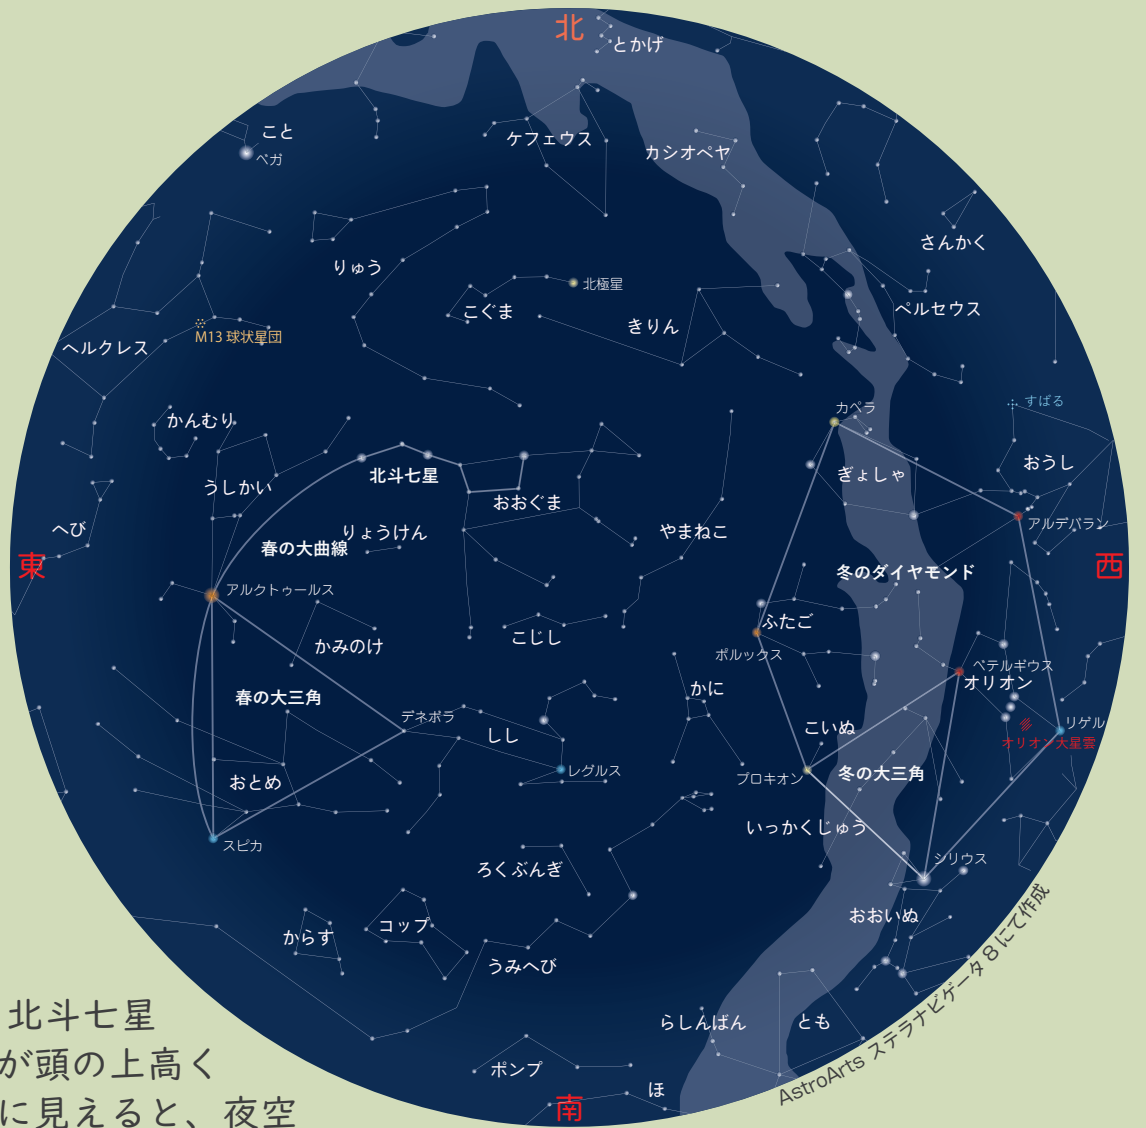 北
とかげ
こと
ベガ
ケフェウス
カシオペヤ
さんかく
りゅう
北極星
こぐま
きりん
ペルセウス
M13 球状星団
ヘルクレス
カペラ
すばる
かんむり
ぎょしゃ
おうし
北斗七星
うしかい
おおぐま
アルデバラン
へび
りょうけん
やまねこ
春の大曲線
東
西
冬のダイヤモンド
アルクトゥールス
ふたご
こじし
かみのけ
ポルックス
ベテルギウス
オリオン
かに
春の大三角
デネボラ
しし
こいぬ
リゲル
オリオン大星雲
レグルス
プロキオン
冬の大三角
おとめ
いっかくじゅう
スピカ
シリウス
ろくぶんぎ
おおいぬ
コップ
からす
うみへび
らしんばん
とも
ポンプ
ほ
南
AstroArts ステラナビゲータ 8 にて作成
北斗七星
が頭の上高く
に見えると、夜空